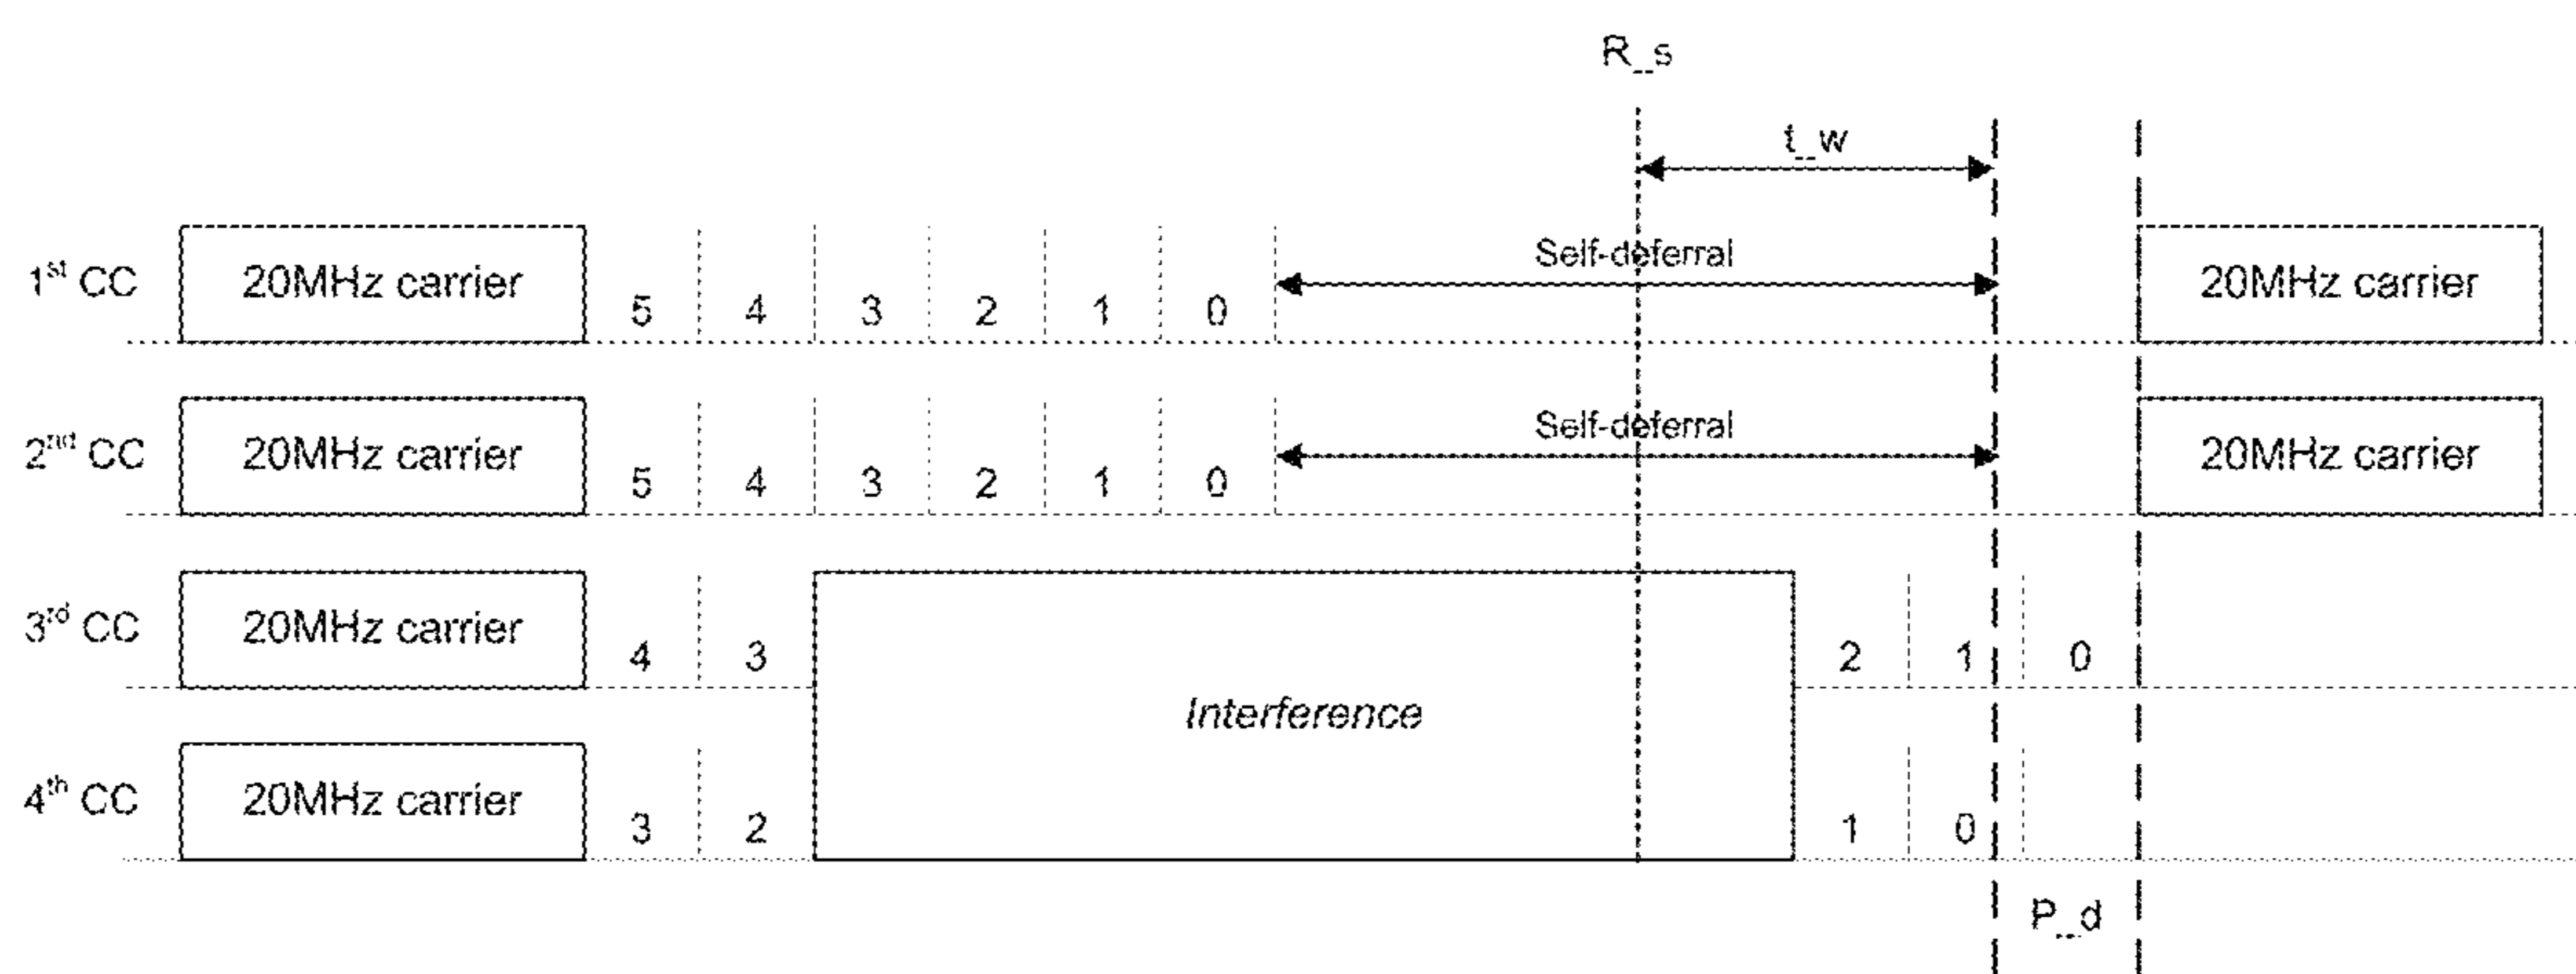 R_s
t_w
1st CC 20MHz carrier 5 4 3 2 1 0 Self-deferral 20MHz carrier
2nd CC 20MHz carrier 5 4 3 2 1 0 Self-deferral 20MHz carrier
3rd CC 20MHz carrier 4 3 2 1 0
Interference
4th CC 20MHz carrier 3 2 1 0
P_d